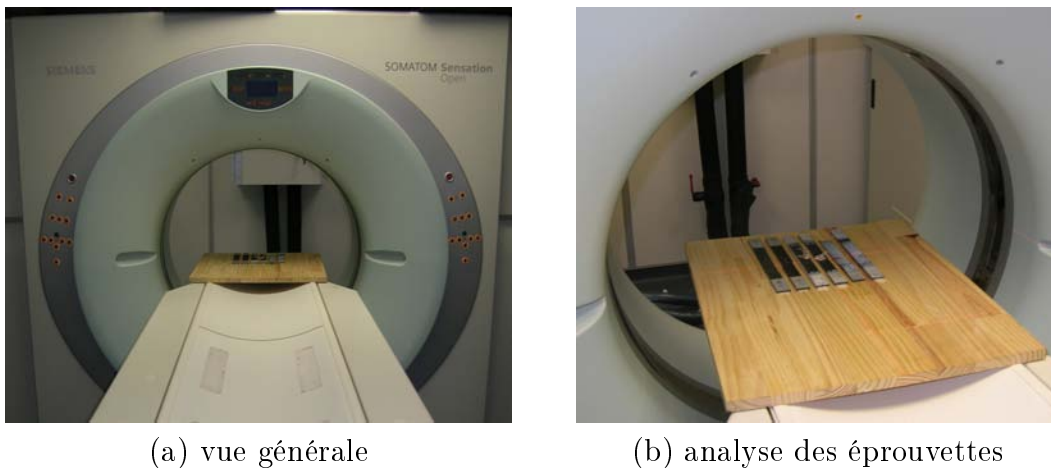 SIEMENS
SOMATOM Sensation
Open
(a) vue générale
(b) analyse des éprouvettes